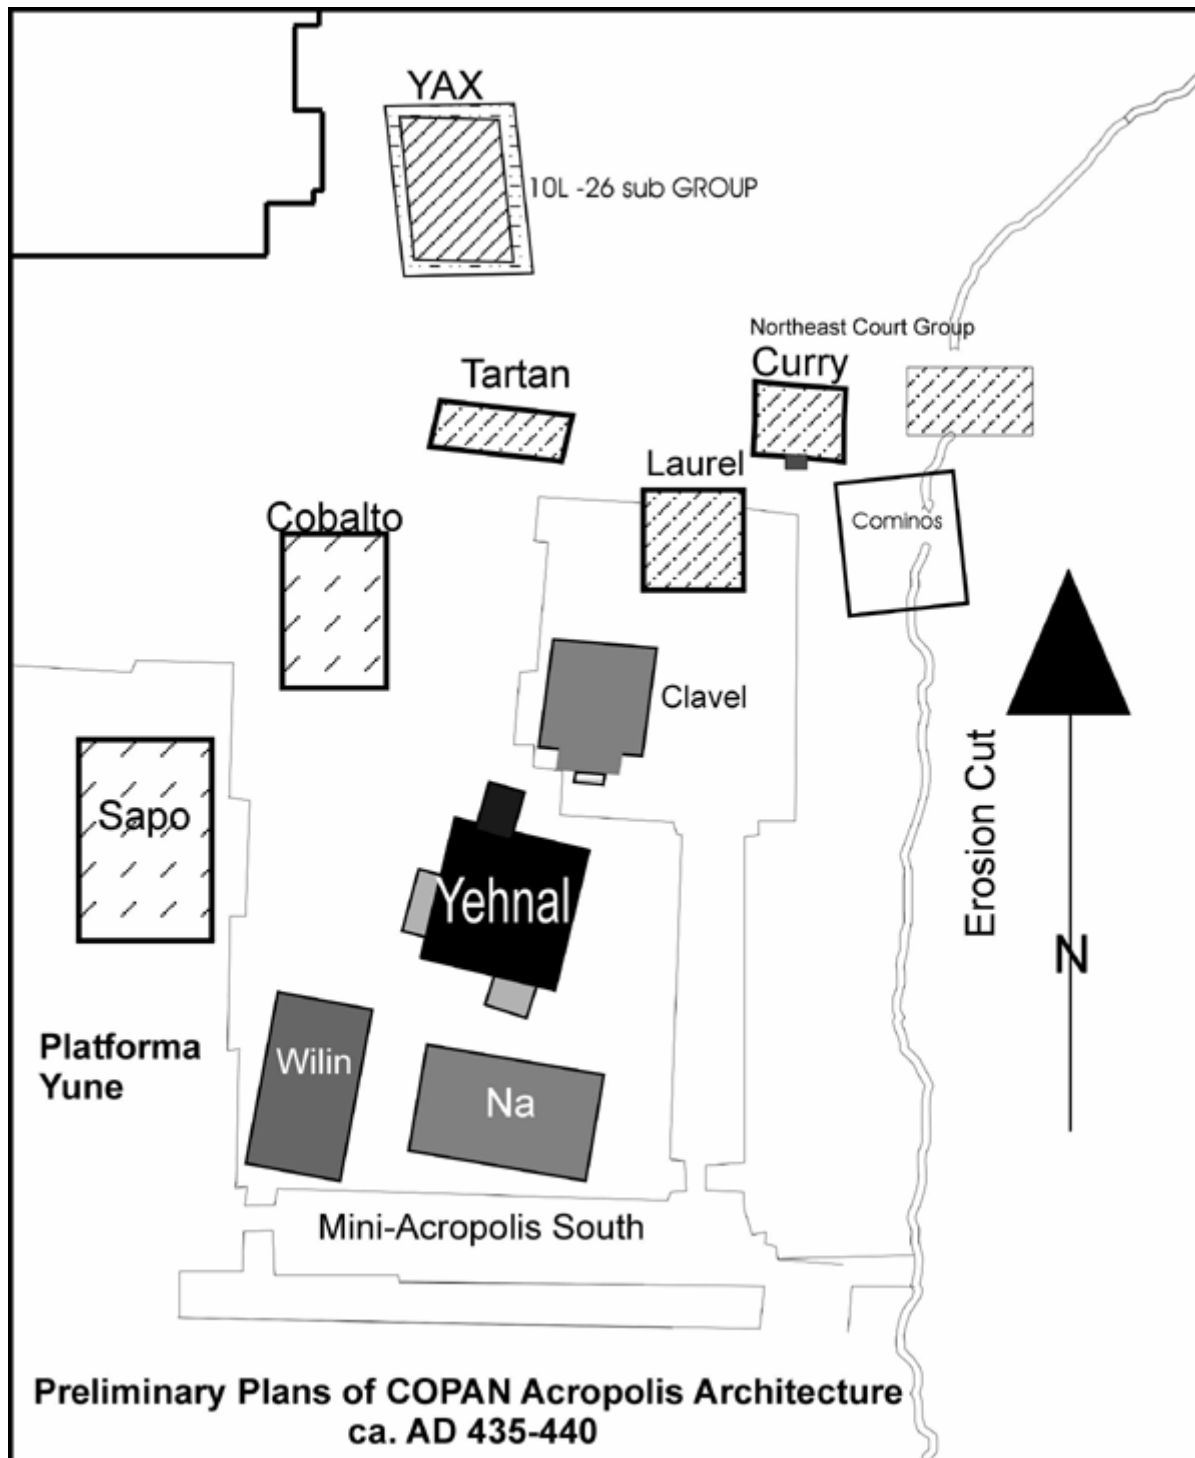 YAX
10L -26 sub GROUP
Northeast Court Group
Curry
Tartan
Laurel
Cobalto
Cominos
Clavel
Sapo
Erosion Cut
Yehnal
N
Platforma
Yune
Wilin
Na
Mini-Acropolis South
Preliminary Plans of COPAN Acropolis Architecture
ca. AD 435-440